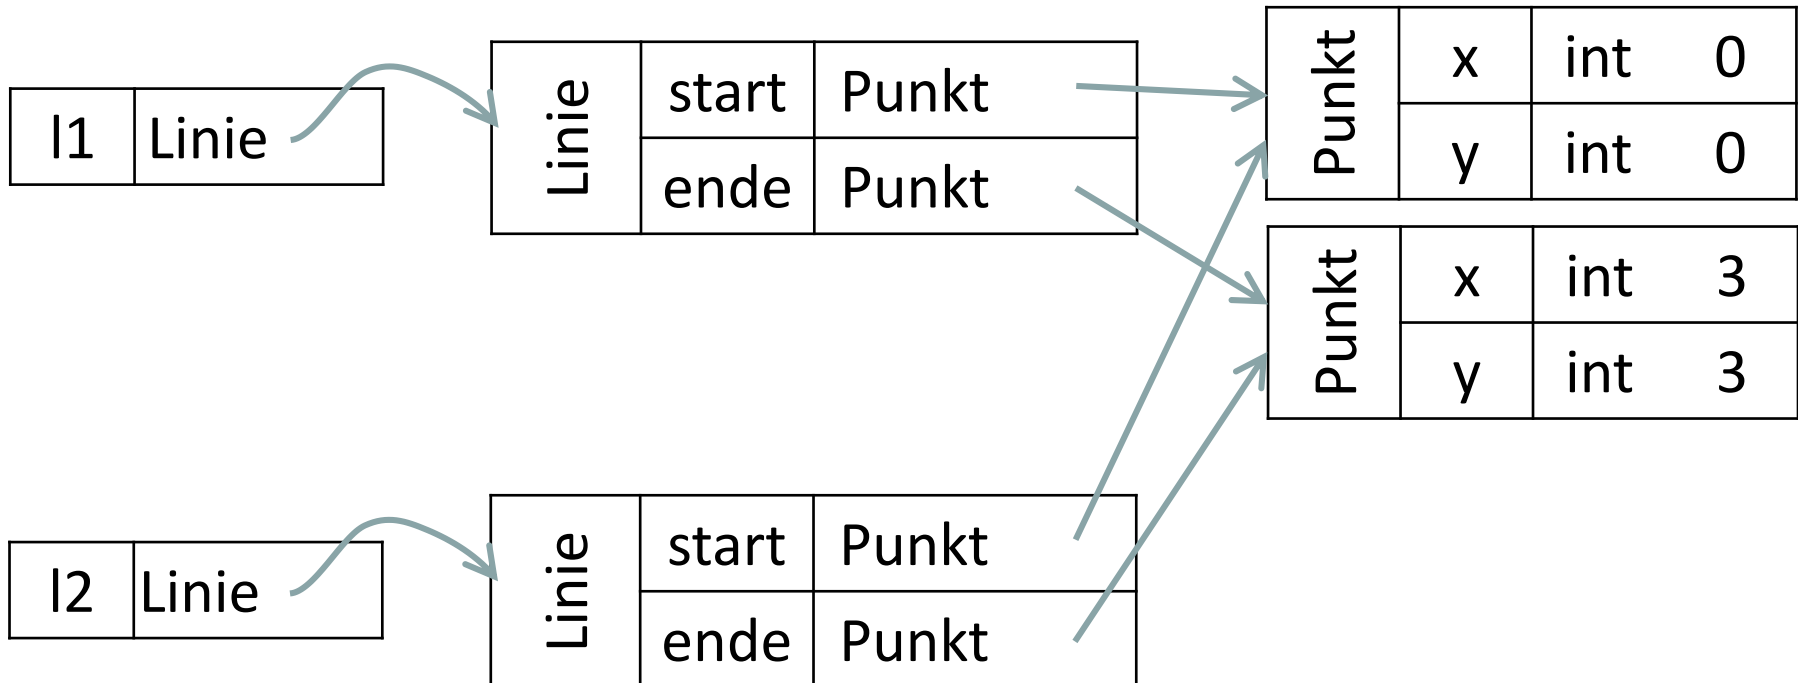 l1 Linie
Linie
start Punkt
ende Punkt
Punkt
x int 0
y int 0
Punkt
x int 3
y int 3
l2 Linie
Linie
start Punkt
ende Punkt